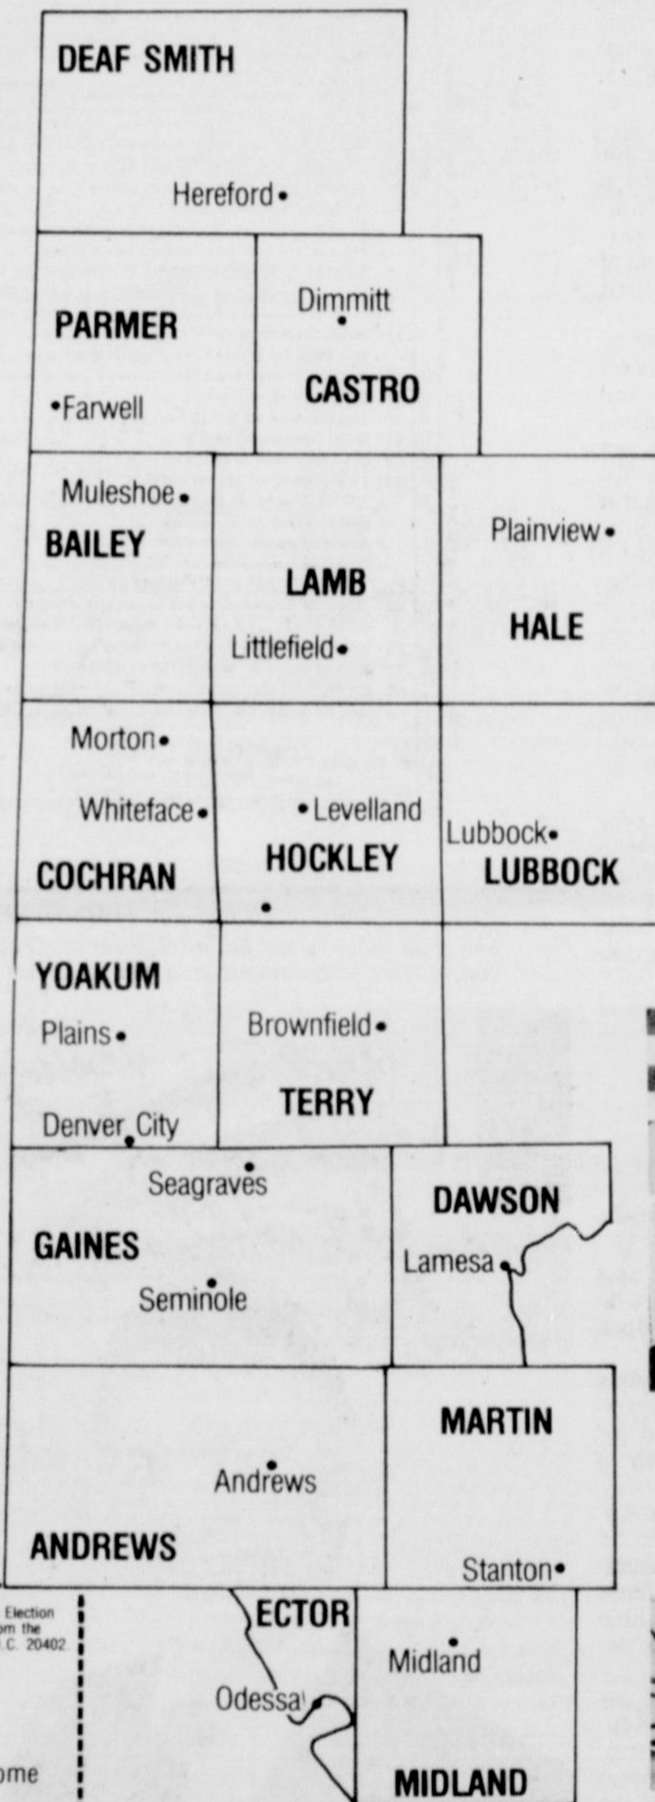 DEAF SMITH
Hereford
Dimmitt
PARMER
CASTRO
Farwell
Muleshoe
BAILEY
Plainview
LAMB
HALE
Littlefield
Morton
Whiteface
Levelland
Lubbock
COCHRAN
HOCKLEY
LUBBOCK
YOAKUM
Plains
Brownfield
TERRY
Denver City
Seagraves
DAWSON
GAINES
Lamesa
Seminole
MARTIN
Andrews
ANDREWS
Stanton
Election
ECTOR
om the
.C. 20402
Midland
Odessa
ome
MIDLAND